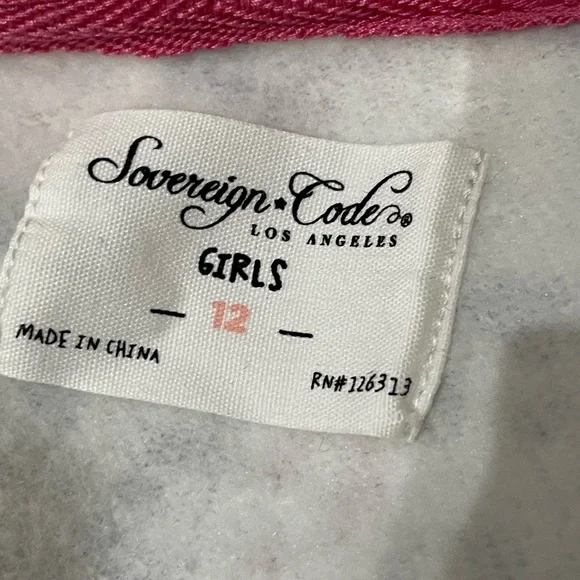 Sovereign★Code®
LOS ANGELES
GIRLS
— 12 —
MADE IN CHINA
RN#126313